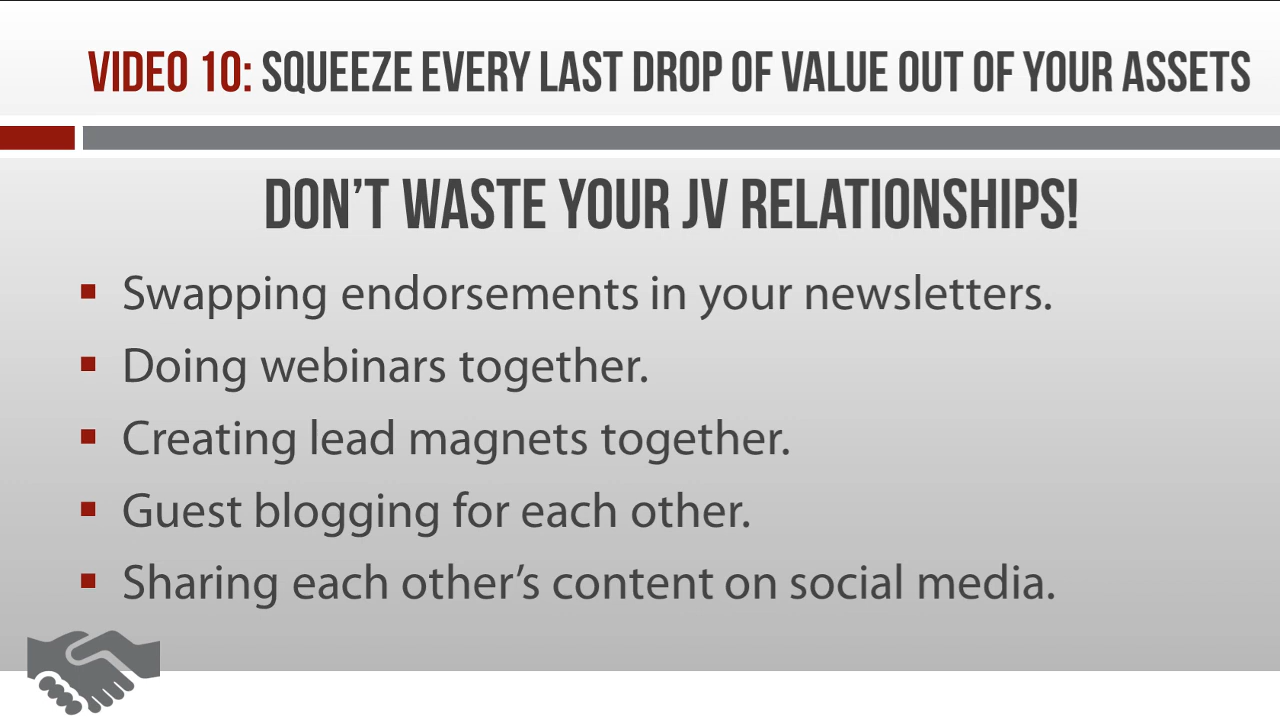 VIDEO 10: SQUEEZE EVERY LAST DROP OF VALUE OUT OF YOUR ASSETS
DON'T WASTE YOUR JV RELATIONSHIPS!
Swapping endorsements in your newsletters.
Doing webinars together.
Creating lead magnets together.
Guest blogging for each other.
Sharing each other's content on social media.